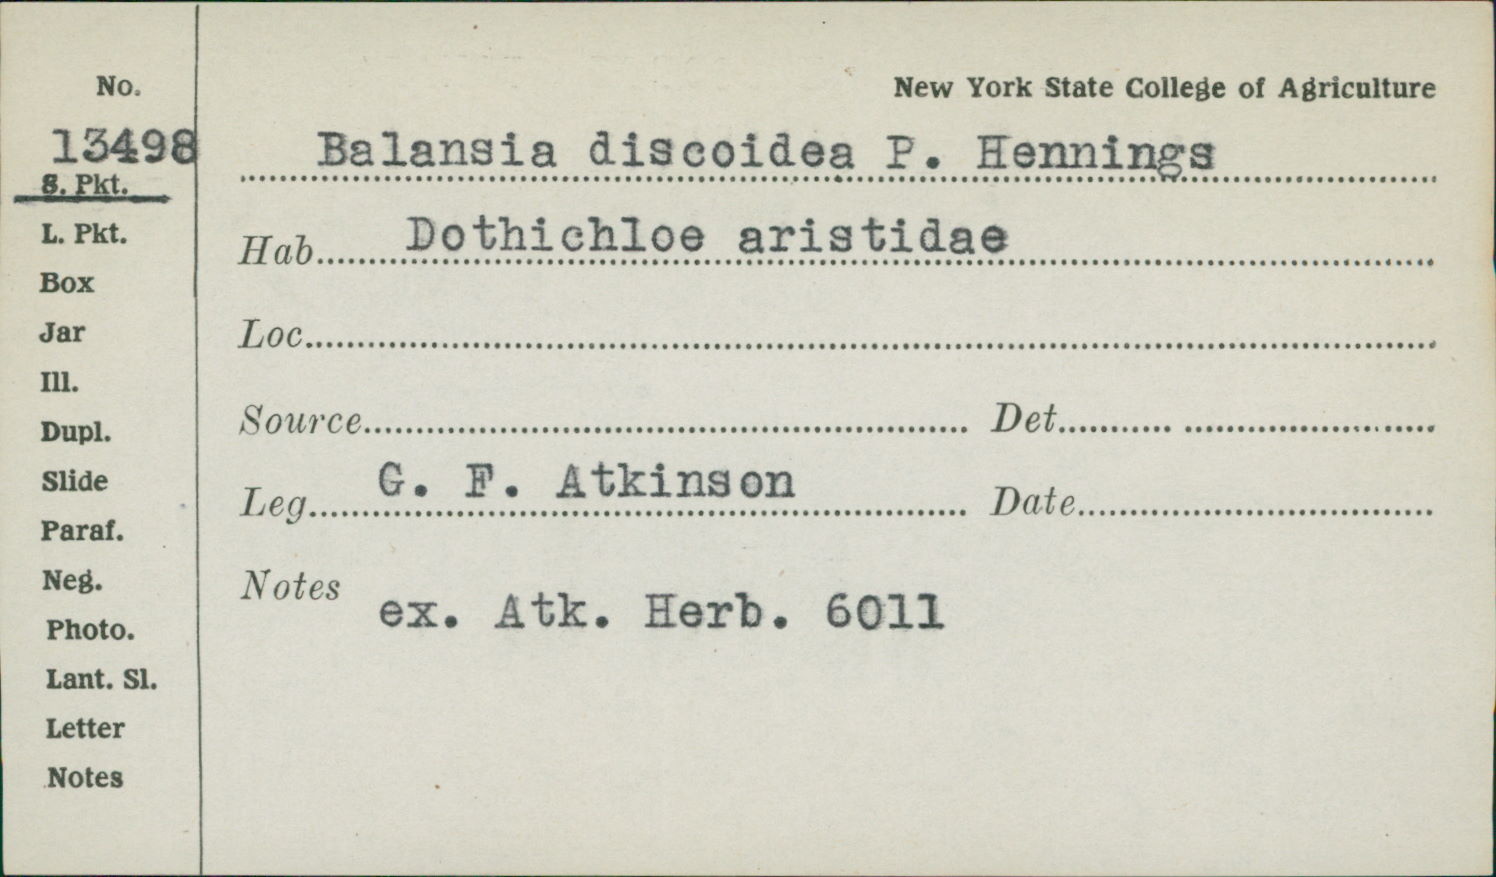 No.
New York State College of Agriculture
13498
Balansia discoidea P. Hennings
S. Pkt.
L. Pkt.
Hab Dothichloe aristidae
Box
Jar
Loc
Ill.
Dupl.
Source Det
Slide
Leg G. F. Atkinson Date
Paraf.
Neg.
Notes ex. Atk. Herb. 6011
Photo.
Lant. Sl.
Letter
Notes